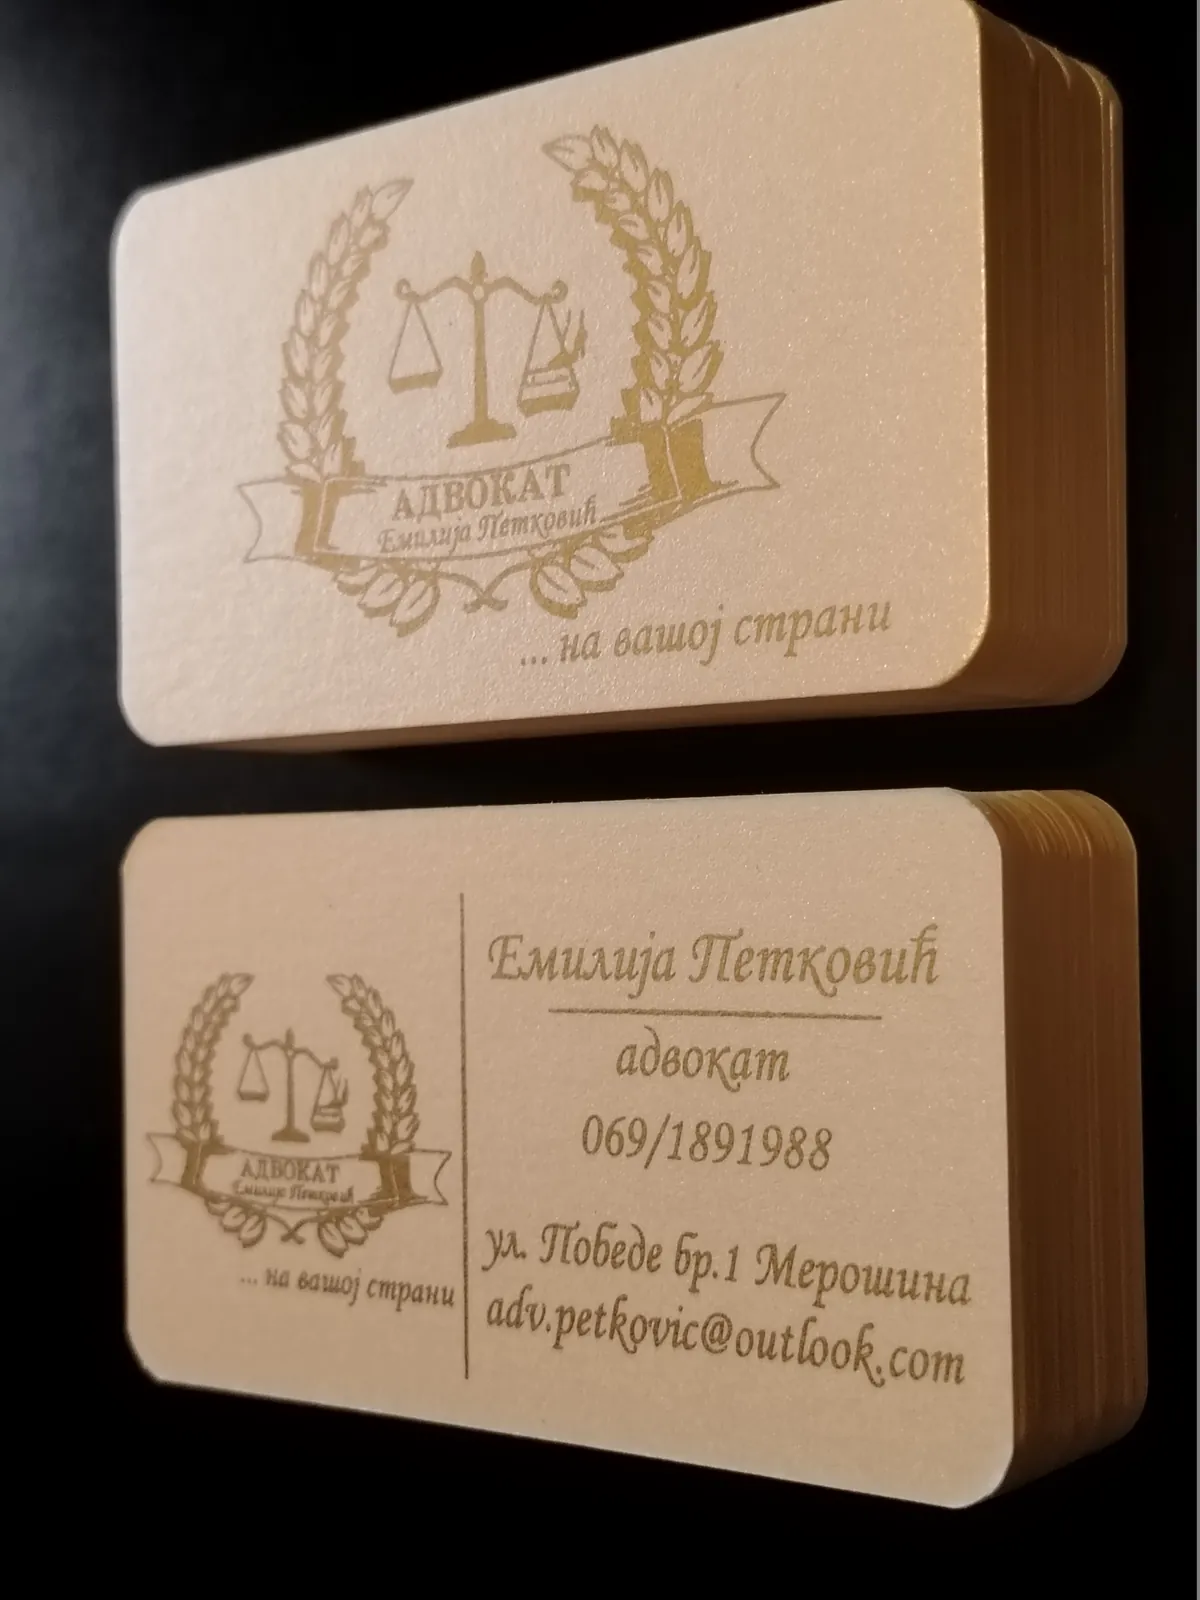 АДВОКАТ
Емилија Петковић
... на вашој страни
Емилија Петковић
адвокат
069/1891988
ул. Победе бр.1 Мерошина
adv.petkovic@outlook.com
АДВОКАТ
Емилија Петковић
... на вашој страни